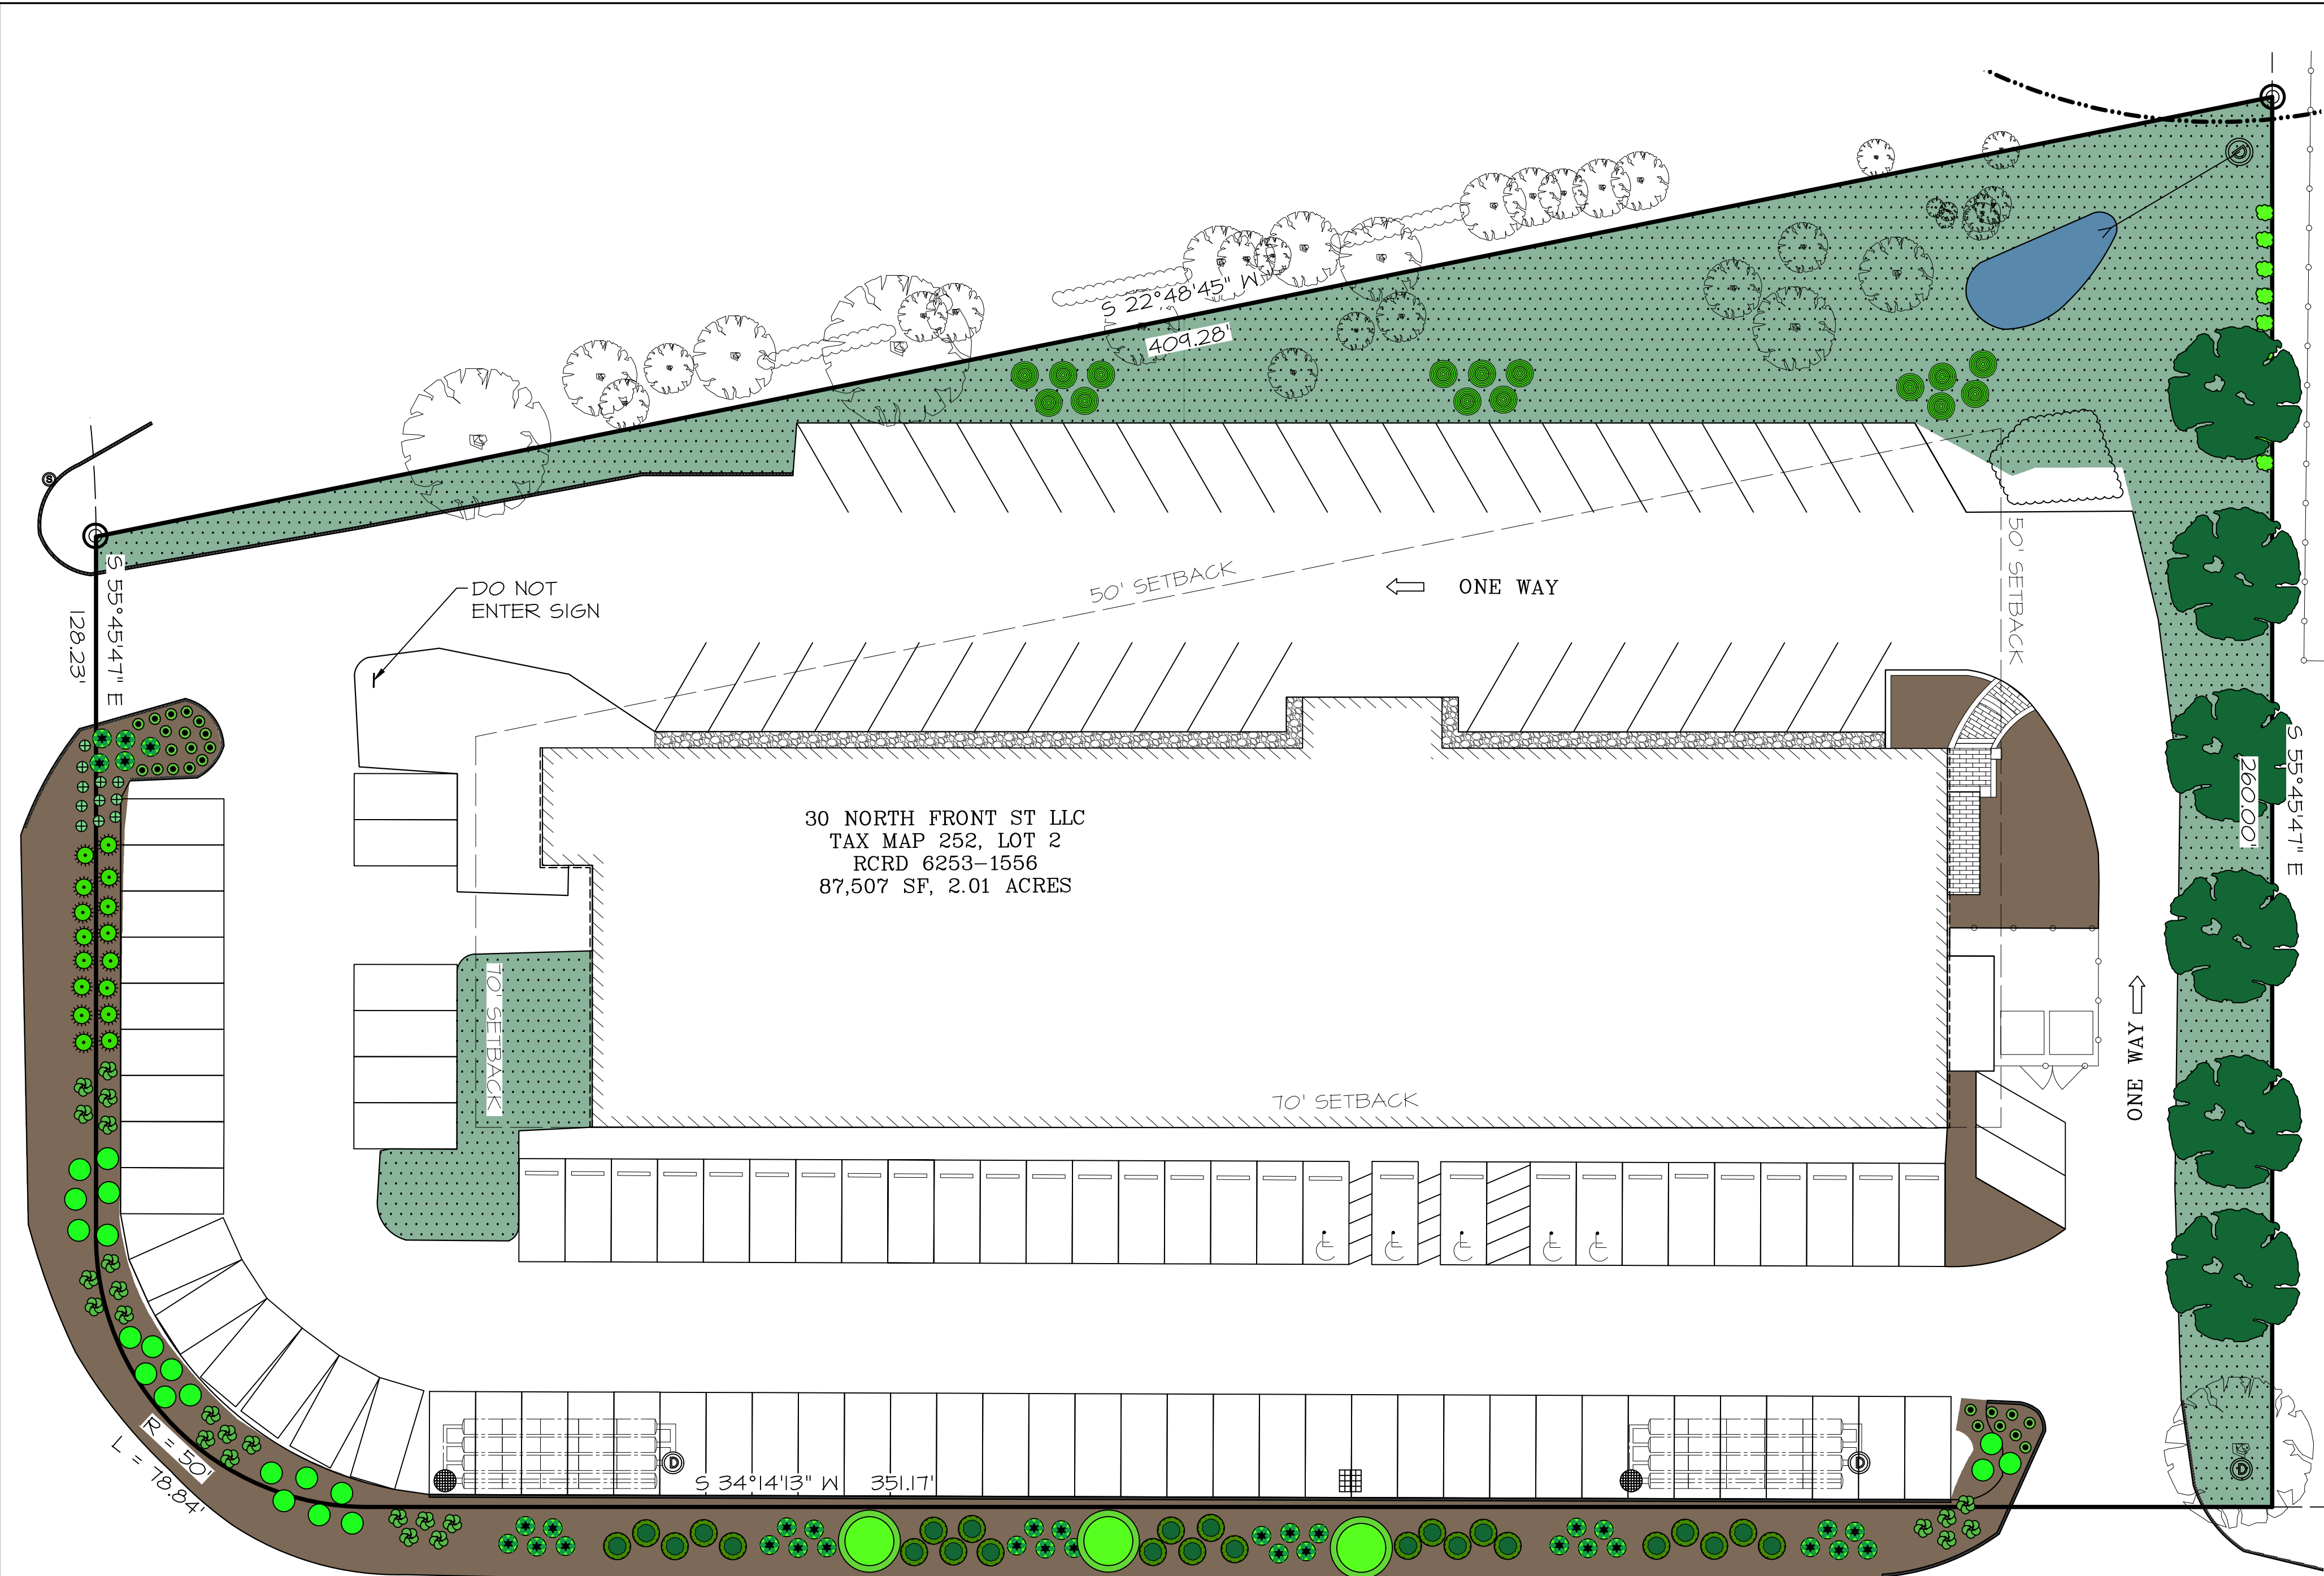 S 22°48'45" W
409.28'
D
S
S 55°45'47" E
128.23'
DO NOT
ENTER SIGN
50' SETBACK
ONE WAY
50' SETBACK
S 55°45'47" E
260.00'
30 NORTH FRONT ST LLC
TAX MAP 252, LOT 2
RCRD 6253-1556
87,507 SF, 2.01 ACRES
70' SETBACK
70' SETBACK
ONE WAY
R = 50'
L = 78.84'
D
S 34°14'13" W 351.17'
D
D